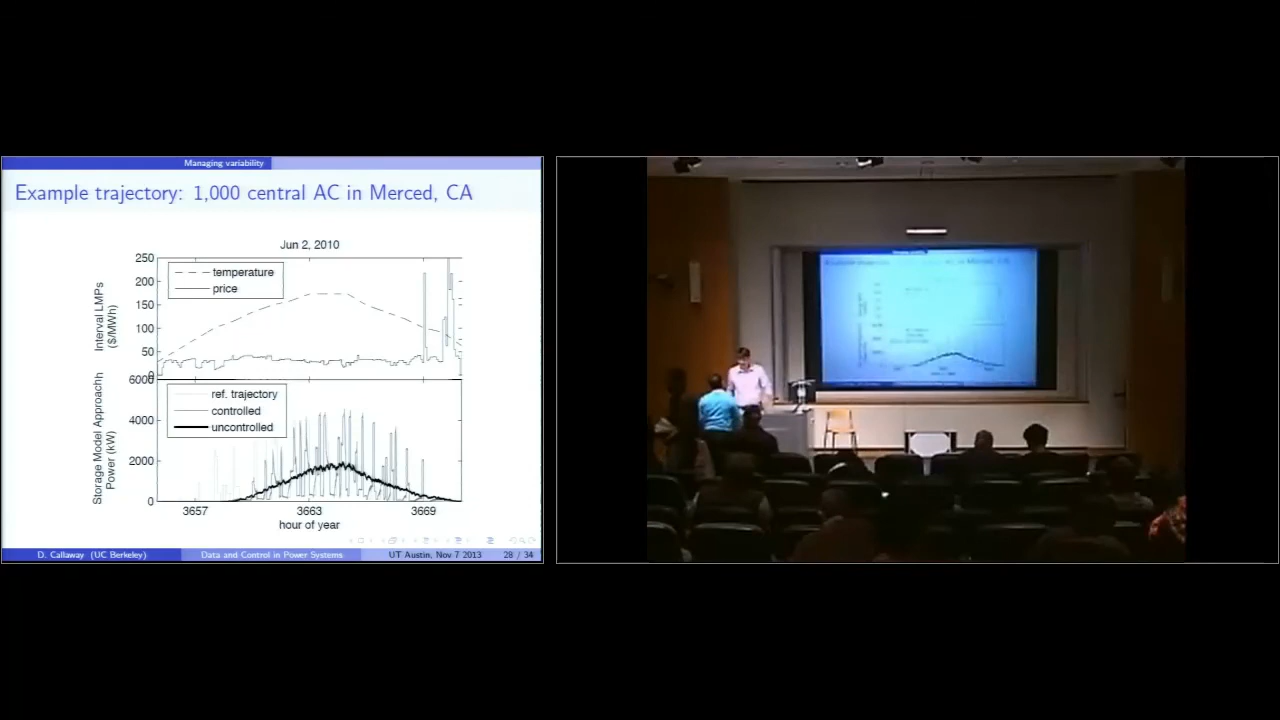 Managing variability
Example trajectory: 1,000 central AC in Merced, CA
Jun 2, 2010
250
200
150
100
50
0
Interval LMPs
($/MWh)
temperature
price
6000
4000
2000
0
Storage Model Approachh
Power (kW)
ref. trajectory
controlled
uncontrolled
3657
3663
3669
hour of year
D. Callaway (UC Berkeley)
Data and Control in Power Systems
UT Austin, Nov 7 2013
28 / 34